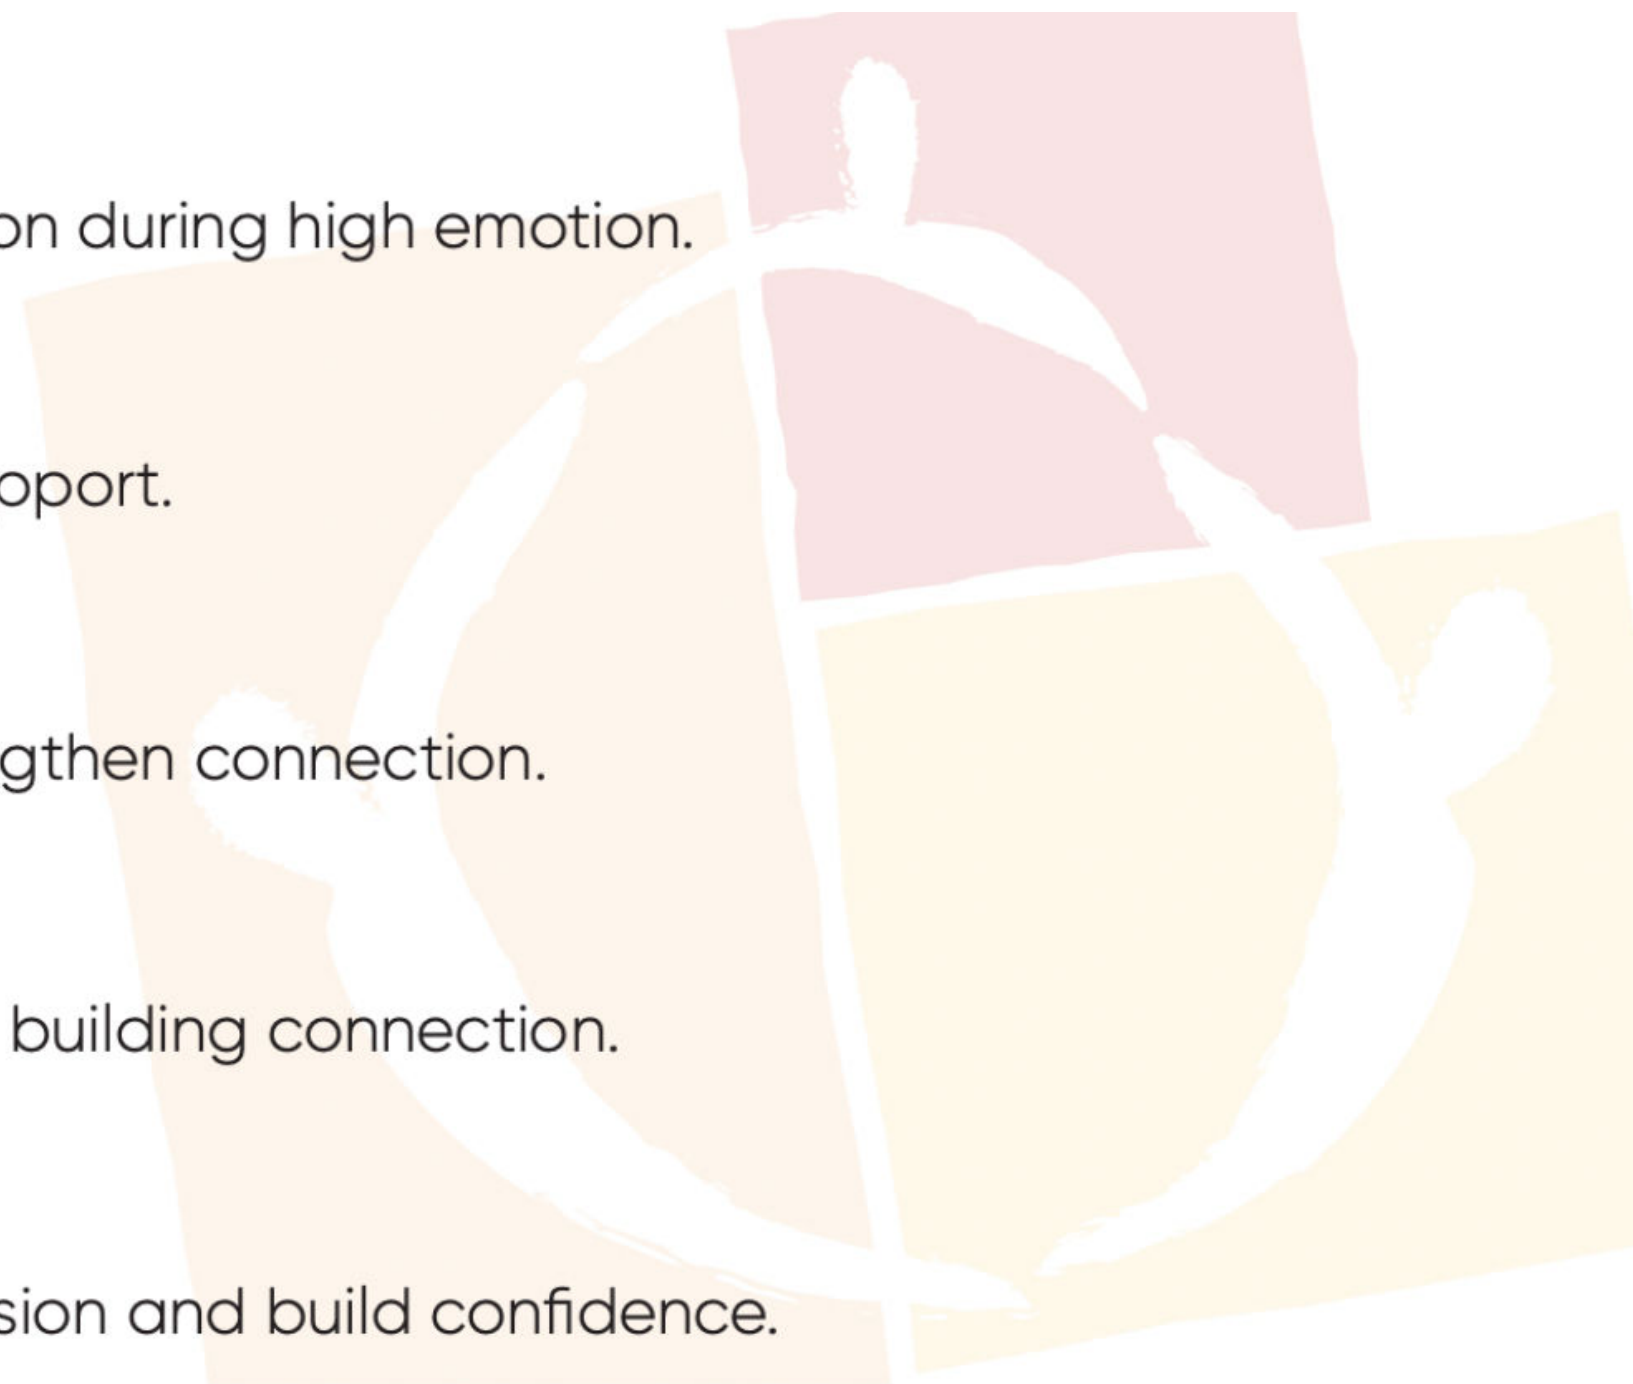 on during high emotion.
pport.
gthen connection.
building connection.
sion and build confidence.